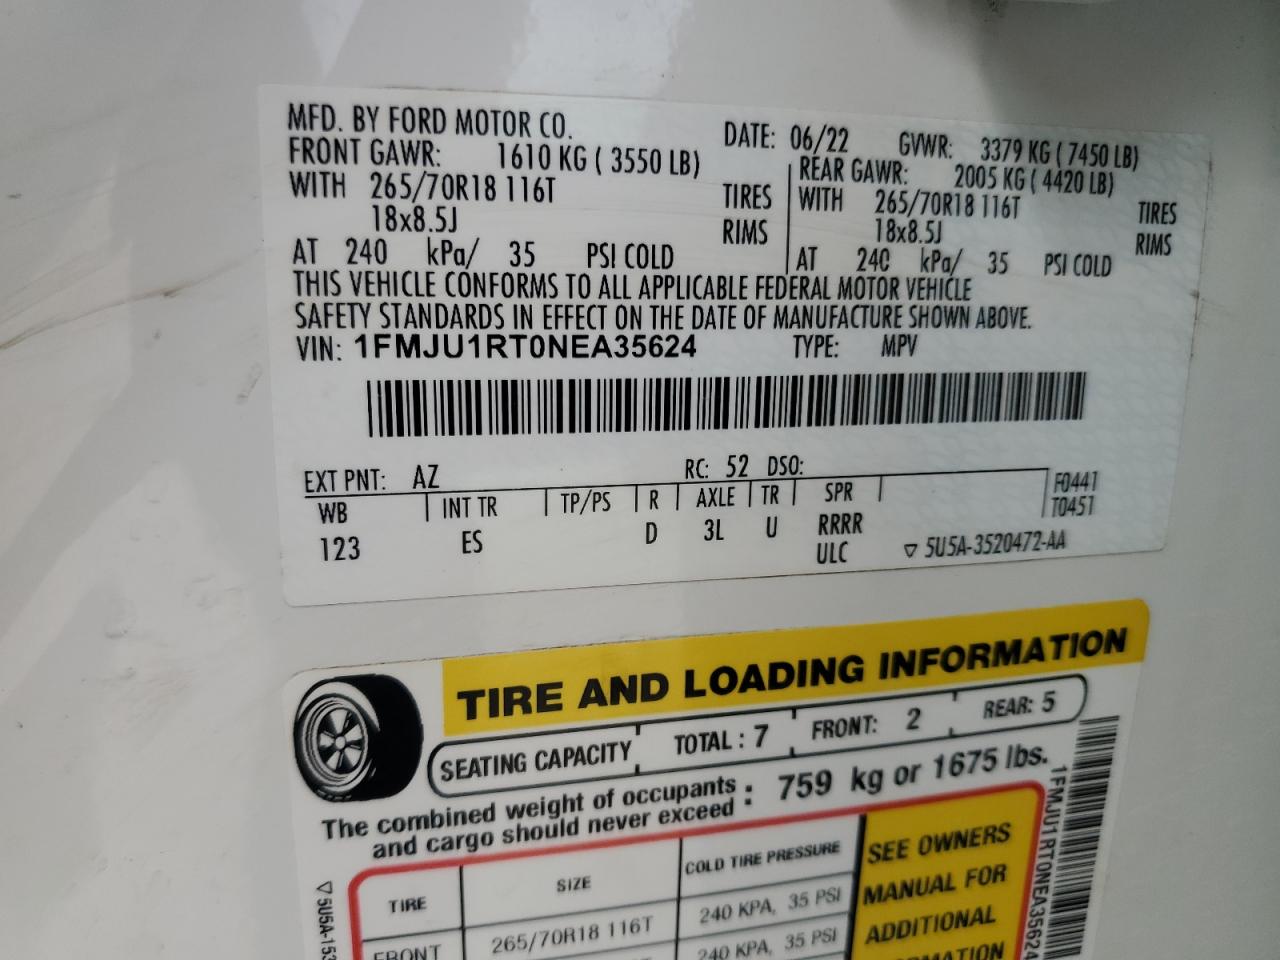 MFD. BY FORD MOTOR CO.
DATE: 06/22 GVWR: 3379 KG ( 7450 LB)
FRONT GAWR: 1610 KG ( 3550 LB)
WITH 265/70R18 116T TIRES
18x8.5J RIMS
AT 240 kPa/ 35 PSI COLD
REAR GAWR: 2005 KG ( 4420 LB)
WITH 265/70R18 116T TIRES
18x8.5J RIMS
AT 240 kPa/ 35 PSI COLD
THIS VEHICLE CONFORMS TO ALL APPLICABLE FEDERAL MOTOR VEHICLE
SAFETY STANDARDS IN EFFECT ON THE DATE OF MANUFACTURE SHOWN ABOVE.
VIN: 1FMJU1RT0NEA35624 TYPE: MPV
EXT PNT: AZ RC: 52 DSO:
WB INT TR TP/PS R AXLE TR SPR
123 ES D 3L U RRRR
ULC
F0441
T0451
▽ 5U5A-3520472-AA
TIRE AND LOADING INFORMATION
SEATING CAPACITY TOTAL : 7 FRONT: 2 REAR: 5
The combined weight of occupants
and cargo should never exceed : 759 kg or 1675 lbs.
TIRE SIZE COLD TIRE PRESSURE
FRONT 265/70R18 116T 240 KPA, 35 PSI
240 KPA, 35 PSI
SEE OWNERS
MANUAL FOR
ADDITIONAL
1FMJU1RT0NEA35624
▽ 5U5A-153